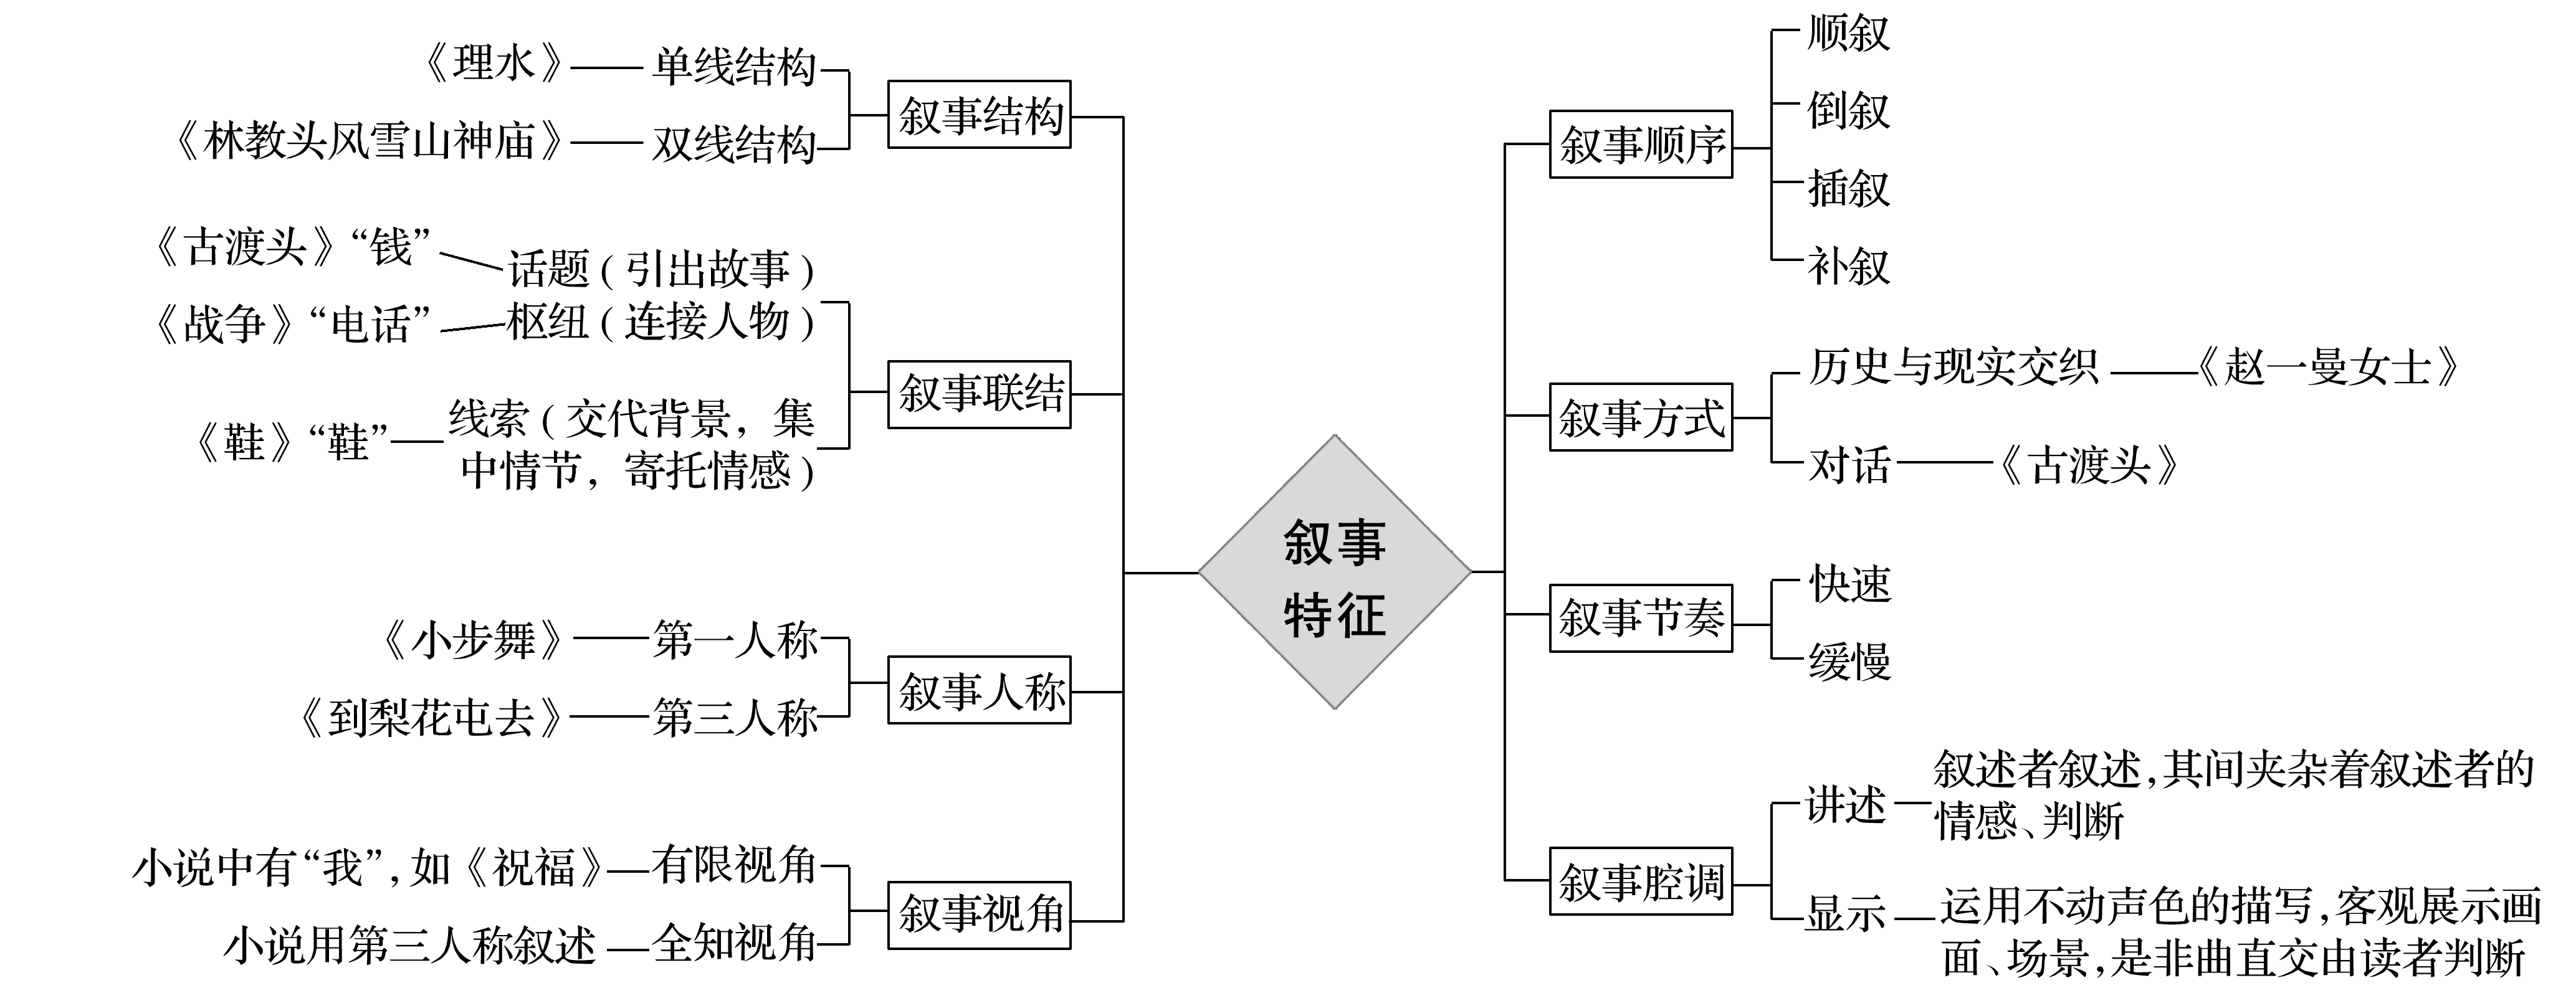 叙事
特征
叙事结构
单线结构
《理水》
双线结构
《林教头风雪山神庙》
叙事联结
话题(引出故事)
《古渡头》“钱”
枢纽(连接人物)
《战争》“电话”
线索(交代背景，集
中情节，寄托情感)
《鞋》“鞋”
叙事人称
第一人称
《小步舞》
第三人称
《到梨花屯去》
叙事视角
有限视角
小说中有“我”,如《祝福》
全知视角
小说用第三人称叙述
叙事顺序
顺叙
倒叙
插叙
补叙
叙事方式
历史与现实交织
《赵一曼女士》
对话
《古渡头》
叙事节奏
快速
缓慢
叙事腔调
讲述
叙述者叙述,其间夹杂着叙述者的
情感、判断
显示
运用不动声色的描写,客观展示画
面、场景,是非曲直交由读者判断